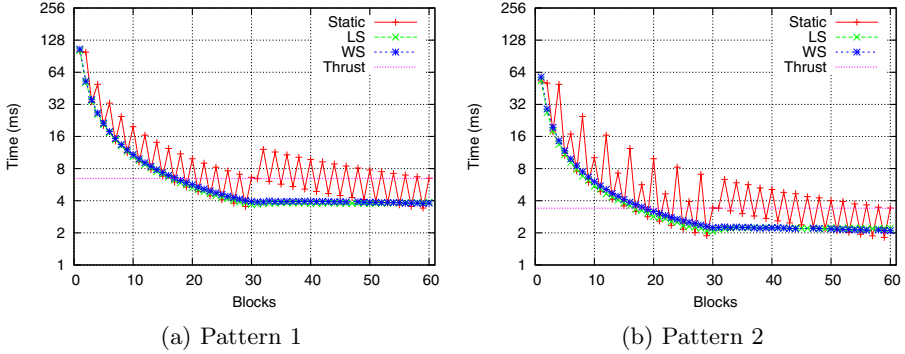 256
128
64
32
16
8
4
2
1
Time (ms)
Static
LS
WS
Thrust
0 10 20 30 40 50 60
Blocks
(a) Pattern 1
256
128
64
32
16
8
4
2
1
Time (ms)
Static
LS
WS
Thrust
0 10 20 30 40 50 60
Blocks
(b) Pattern 2